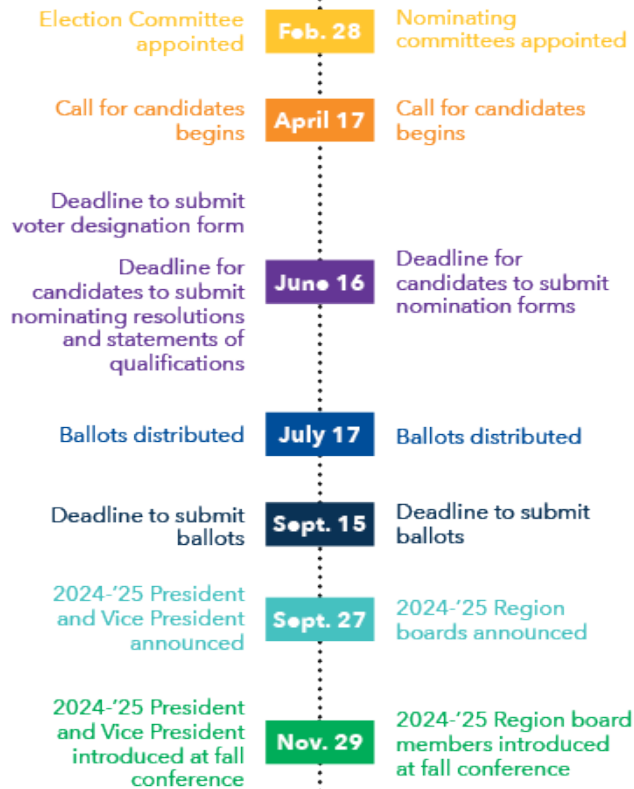 Election Committee
appointed
Feb. 28
Nominating
committees appointed
Call for candidates
begins
April 17
Call for candidates
begins
Deadline to submit
voter designation form
Deadline for
candidates to submit
nominating resolutions
and statements of
qualifications
June 16
Deadline for
candidates to submit
nomination forms
Ballots distributed
July 17
Ballots distributed
Deadline to submit
ballots
Sept. 15
Deadline to submit
ballots
2024-’25 President
and Vice President
announced
Sept. 27
2024-’25 Region
boards announced
2024-’25 President
and Vice President
introduced at fall
conference
Nov. 29
2024-’25 Region board
members introduced
at fall conference